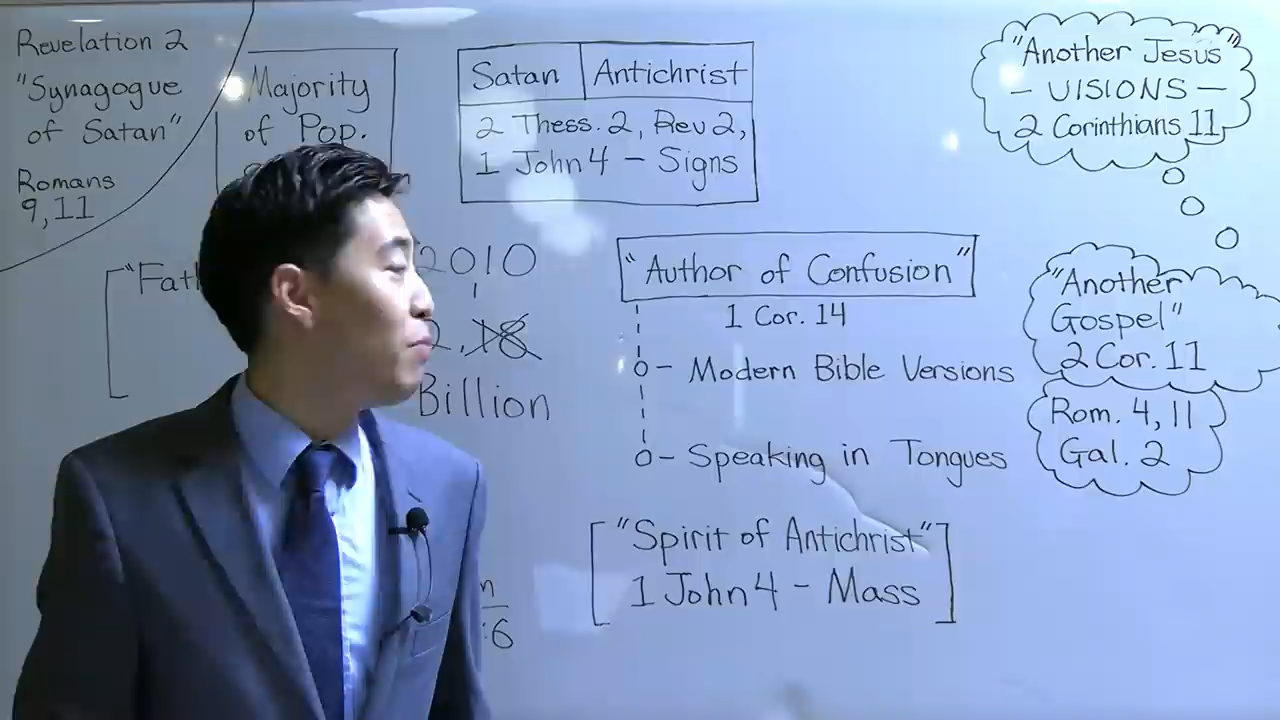 Revelation 2
"Synagogue
of Satan"
Romans
9, 11
Majority
of Pop.
Satan | Antichrist
2 Thess. 2, Rev 2,
1 John 4 - Signs
"Another Jesus"
- VISIONS -
2 Corinthians 11
2010
Billion
"Author of Confusion"
1 Cor. 14
Modern Bible Versions
Speaking in Tongues
"Another
Gospel"
2 Cor. 11
Rom. 4, 11
Gal. 2
"Spirit of Antichrist"
1 John 4 - Mass